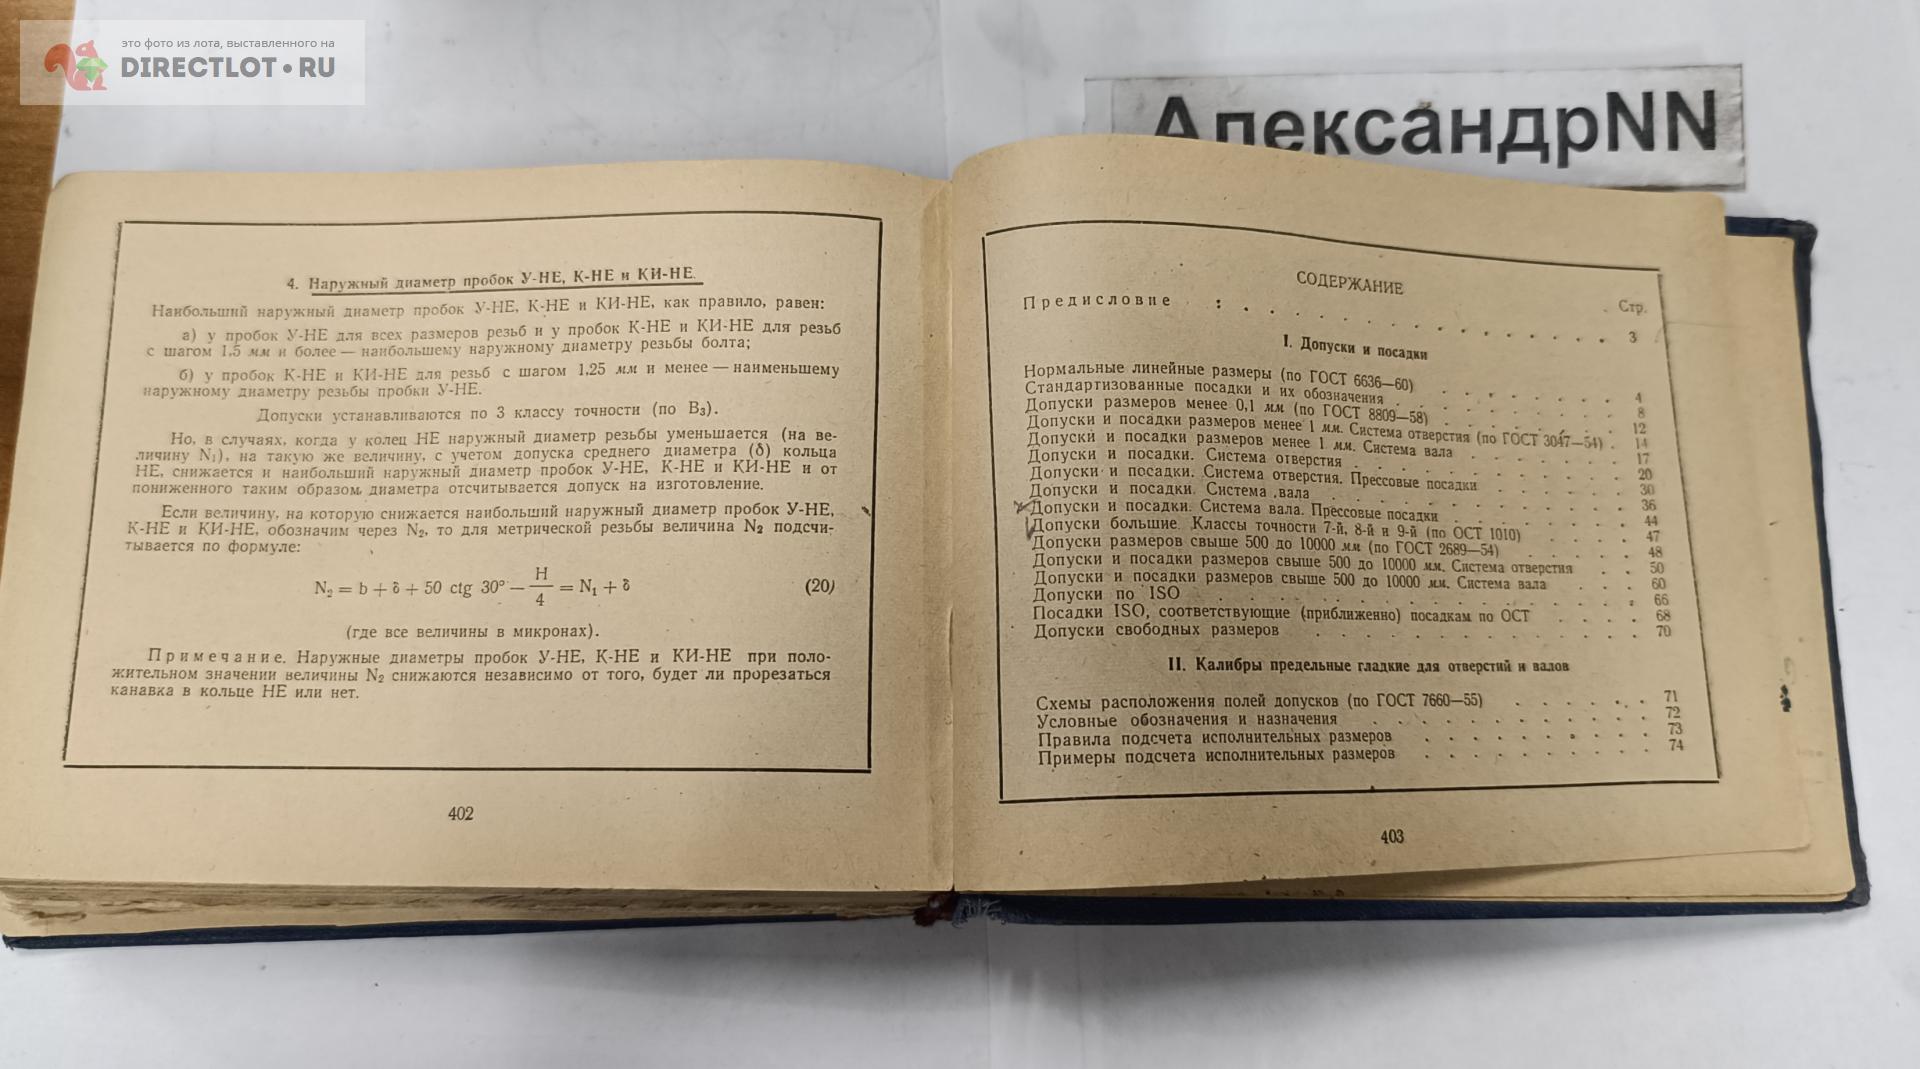 это фото из лота, выставленного на
DIRECTLOT•RU
АлександрNN
4. Наружный диаметр пробок У-НЕ, К-НЕ и КИ-НЕ.
Наибольший наружный диаметр пробок У-НЕ, К-НЕ и КИ-НЕ, как правило, равен:
а) у пробок У-НЕ для всех размеров резьб и у пробок К-НЕ и КИ-НЕ для резьб
с шагом 1,5 мм и более — наибольшему наружному диаметру резьбы болта;
б) у пробок К-НЕ и КИ-НЕ для резьб с шагом 1,25 мм и менее — наименьшему
наружному диаметру резьбы пробки У-НЕ.
Допуски устанавливаются по 3 классу точности (по В₃).
Но, в случаях, когда у колец НЕ наружный диаметр резьбы уменьшается (на ве-
личину N₁), на такую же величину, с учетом допуска среднего диаметра (δ) кольца
НЕ, снижается и наибольший наружный диаметр пробок У-НЕ, К-НЕ и КИ-НЕ и от
пониженного таким образом, диаметра отсчитывается допуск на изготовление.
Если величину, на которую снижается наибольший наружный диаметр пробок У-НЕ,
К-НЕ и КИ-НЕ, обозначим через N₂, то для метрической резьбы величина N₂ подсчи-
тывается по формуле:
N₂ = b + δ + 50 ctg 30° — H/4 = N₁ + δ (20)
(где все величины в микронах).
Примечание. Наружные диаметры пробок У-НЕ, К-НЕ и КИ-НЕ при поло-
жительном значении величины N₂ снижаются независимо от того, будет ли прорезаться
канавка в кольце НЕ или нет.
402
СОДЕРЖАНИЕ
Стр.
Предисловие . : . . . . . . . . . . . . . . 3
I. Допуски и посадки
Нормальные линейные размеры (по ГОСТ 6636—60) . . . . . . . 4
Стандартизованные посадки и их обозначения . . . . . . . 8
Допуски размеров менее 0,1 мм (по ГОСТ 8809—58) . . . . . . . 12
Допуски и посадки размеров менее 1 мм. Система отверстия (по ГОСТ 3047—54) . 14
Допуски и посадки размеров менее 1 мм. Система вала . . . . . . 17
Допуски и посадки. Система отверстия . . . . . . . . 20
Допуски и посадки. Система отверстия. Прессовые посадки . . . . . 30
Допуски и посадки. Система вала . . . . . . . . . 36
Допуски и посадки. Система вала. Прессовые посадки . . . . . . 44
Допуски большие. Классы точности 7-й, 8-й и 9-й (по ОСТ 1010) . . . . 47
Допуски размеров свыше 500 до 10000 мм (по ГОСТ 2689—54) . . . . . 48
Допуски и посадки размеров свыше 500 до 10000 мм. Система отверстия . . 50
Допуски и посадки размеров свыше 500 до 10000 мм. Система вала . . . 60
Допуски по ISO . . . . . . . . . . . . . 66
Посадки ISO, соответствующие (приближенно) посадкам по ОСТ . . . . 68
Допуски свободных размеров . . . . . . . . . . . 70
II. Калибры предельные гладкие для отверстий и валов
Схемы расположения полей допусков (по ГОСТ 7660—55) . . . . . . 71
Условные обозначения и назначения . . . . . . . . . . 72
Правила подсчета исполнительных размеров . . . . . . . . 73
Примеры подсчета исполнительных размеров . . . . . . . . 74
403